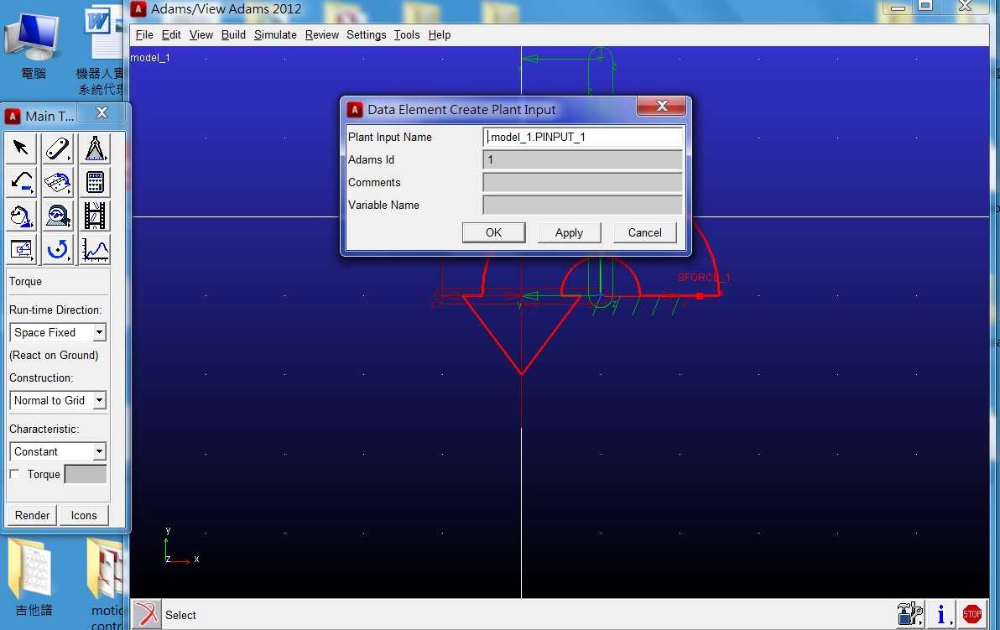 Adams/View Adams 2012
File Edit View Build Simulate Review Settings Tools Help
電腦
機器人實
系統代理
model_1
Main T...
Data Element Create Plant Input
Plant Input Name .model_1.PINPUT_1
Adams Id 1
Comments
Variable Name
OK Apply Cancel
SFORCE_1
Torque
Run-time Direction:
Space Fixed
(React on Ground)
Construction:
Normal to Grid
Characteristic:
Constant
Torque
Render Icons
y
z x
吉他譜
motio
contr
Select
STOP